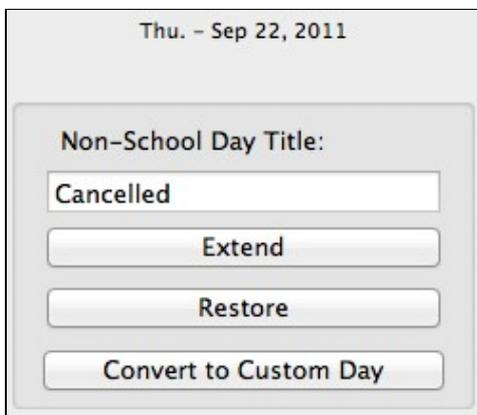 Thu. - Sep 22, 2011
Non-School Day Title:
Cancelled
Extend
Restore
Convert to Custom Day